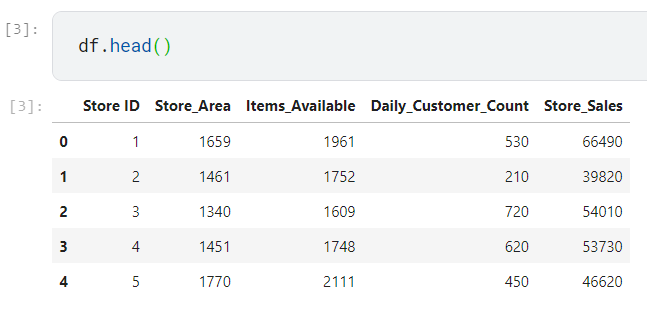 [3]: df.head()
[3]: Store ID Store_Area Items_Available Daily_Customer_Count Store_Sales
0 1 1659 1961 530 66490
1 2 1461 1752 210 39820
2 3 1340 1609 720 54010
3 4 1451 1748 620 53730
4 5 1770 2111 450 46620